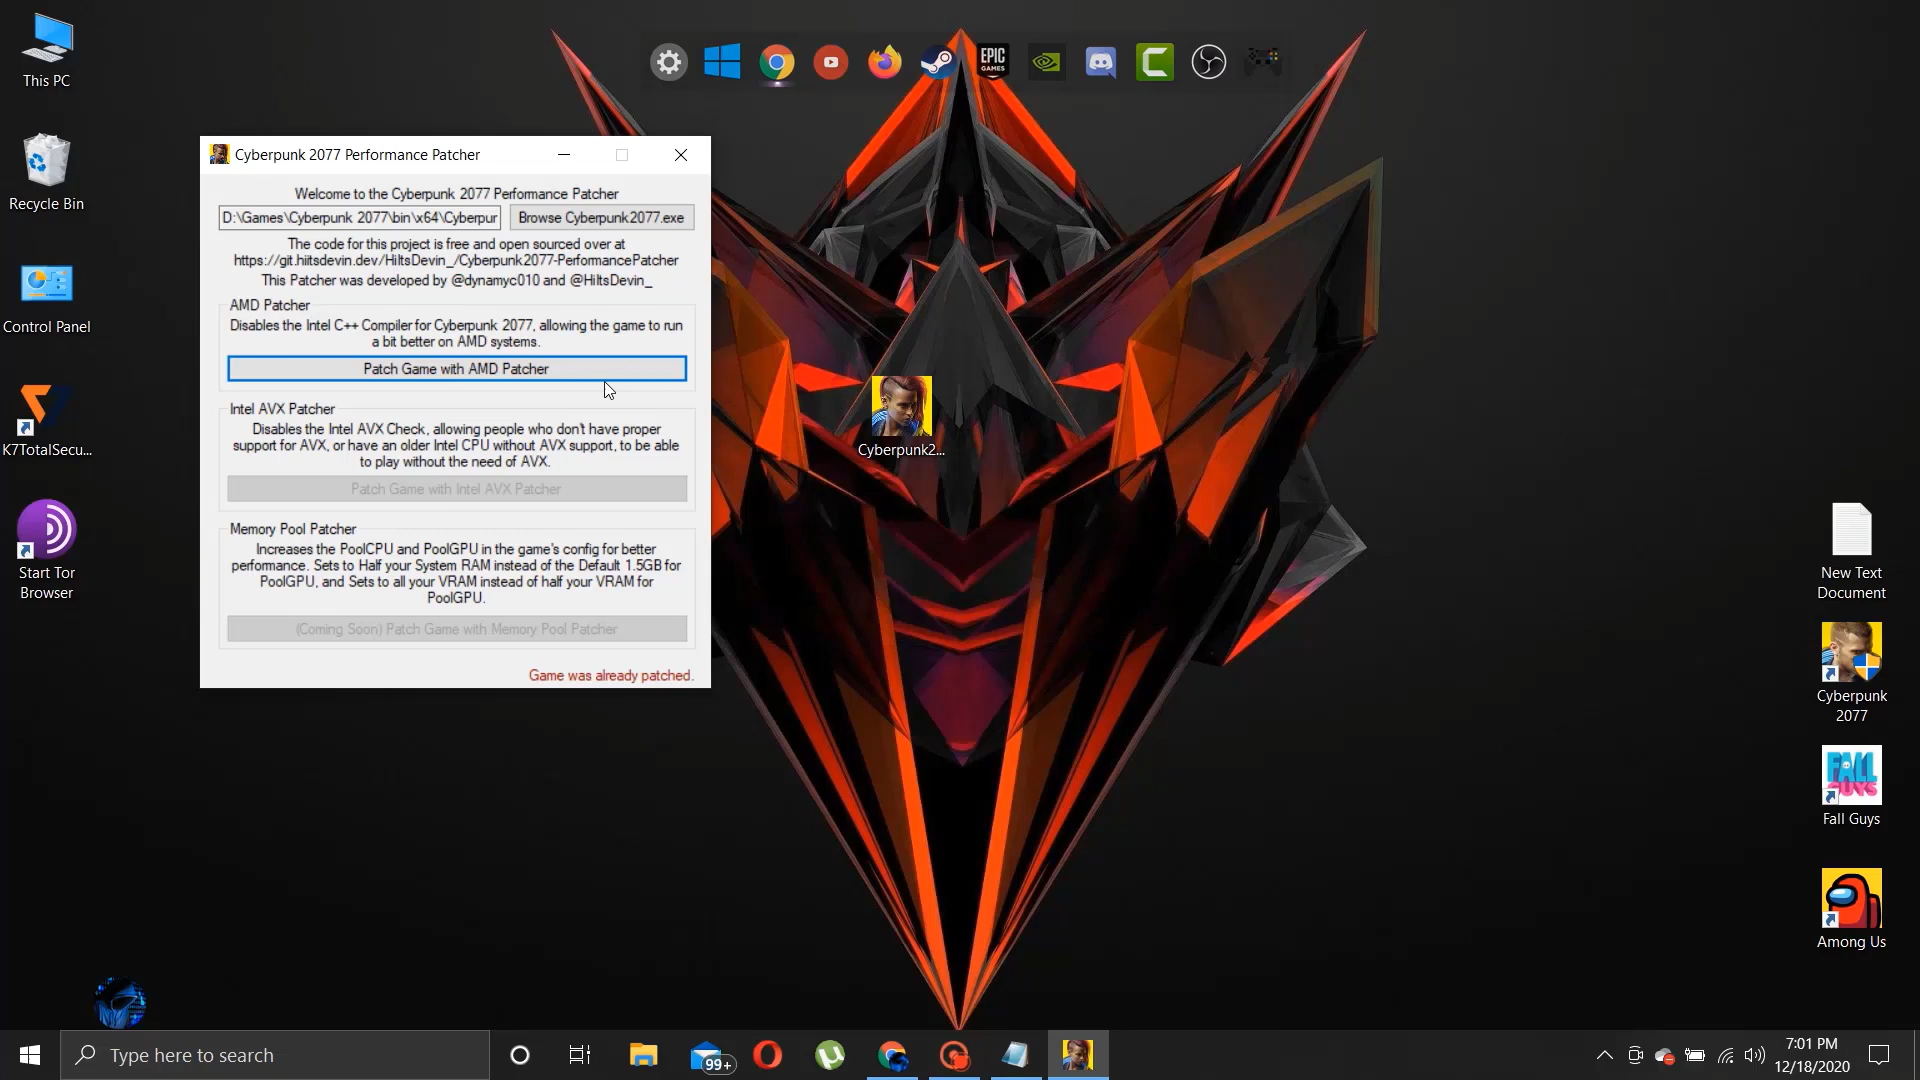 This PC
Recycle Bin
Control Panel
K7TotalSecu...
Start Tor
Browser
EPIC
GAMES
Cyberpunk 2077 Performance Patcher
Welcome to the Cyberpunk 2077 Performance Patcher
D:\Games\Cyberpunk 2077\bin\x64\Cyberpur
Browse Cyberpunk2077.exe
The code for this project is free and open sourced over at
https://git.hiltsdevin.dev/HiltsDevin_/Cyberpunk2077-PerformancePatcher
This Patcher was developed by @dynamyc010 and @HiltsDevin_
AMD Patcher
Disables the Intel C++ Compiler for Cyberpunk 2077, allowing the game to run
a bit better on AMD systems.
Patch Game with AMD Patcher
Intel AVX Patcher
Disables the Intel AVX Check, allowing people who don't have proper
support for AVX, or have an older Intel CPU without AVX support, to be able
to play without the need of AVX.
Patch Game with Intel AVX Patcher
Memory Pool Patcher
Increases the PoolCPU and PoolGPU in the game's config for better
performance. Sets to Half your System RAM instead of the Default 1.5GB for
PoolGPU, and Sets to all your VRAM instead of half your VRAM for
PoolGPU.
(Coming Soon) Patch Game with Memory Pool Patcher
Game was already patched.
Cyberpunk2...
New Text
Document
Cyberpunk
2077
FALL
GUYS
Fall Guys
Among Us
Type here to search
99+
7:01 PM
12/18/2020